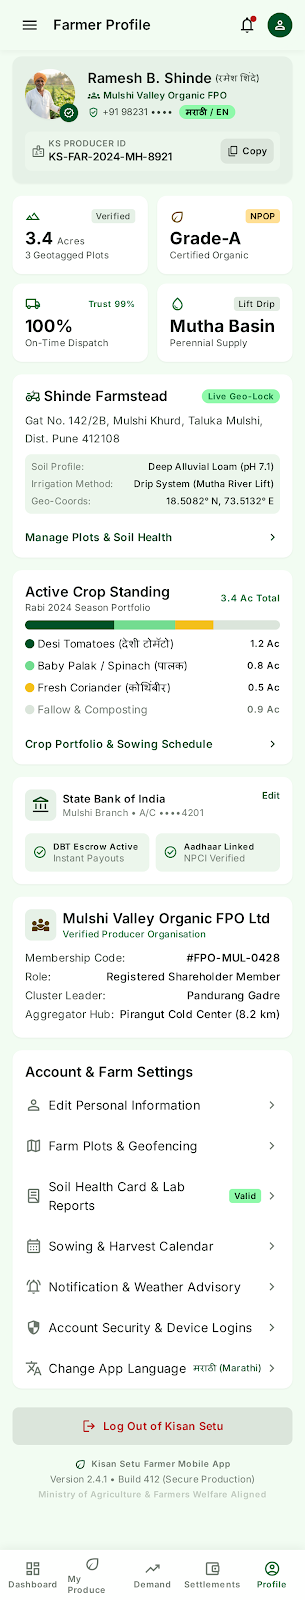 Farmer Profile
Ramesh B. Shinde (रमेश शिंदे)
Mulshi Valley Organic FPO
+91 98231 •••• मराठी / EN
KS PRODUCER ID
KS-FAR-2024-MH-8921
Copy
Verified
3.4 Acres
3 Geotagged Plots
NPOP
Grade-A
Certified Organic
Trust 99%
100%
On-Time Dispatch
Lift Drip
Mutha Basin
Perennial Supply
Shinde Farmstead Live Geo-Lock
Gat No. 142/2B, Mulshi Khurd, Taluka Mulshi,
Dist. Pune 412108
Soil Profile: Deep Alluvial Loam (pH 7.1)
Irrigation Method: Drip System (Mutha River Lift)
Geo-Coords: 18.5082° N, 73.5132° E
Manage Plots & Soil Health
Active Crop Standing
Rabi 2024 Season Portfolio
3.4 Ac Total
Desi Tomatoes (देशी टोमॅटो) 1.2 Ac
Baby Palak / Spinach (पालक) 0.8 Ac
Fresh Coriander (कोथिंबीर) 0.5 Ac
Fallow & Composting 0.9 Ac
Crop Portfolio & Sowing Schedule
State Bank of India
Mulshi Branch • A/C ••••4201
Edit
DBT Escrow Active
Instant Payouts
Aadhaar Linked
NPCI Verified
Mulshi Valley Organic FPO Ltd
Verified Producer Organisation
Membership Code: #FPO-MUL-0428
Role: Registered Shareholder Member
Cluster Leader: Pandurang Gadre
Aggregator Hub: Pirangut Cold Center (8.2 km)
Account & Farm Settings
Edit Personal Information
Farm Plots & Geofencing
Soil Health Card & Lab
Reports
Valid
Sowing & Harvest Calendar
Notification & Weather Advisory
Account Security & Device Logins
Change App Language मराठी (Marathi)
Log Out of Kisan Setu
Kisan Setu Farmer Mobile App
Version 2.4.1 • Build 412 (Secure Production)
Ministry of Agriculture & Farmers Welfare Aligned
Dashboard
My
Produce
Demand
Settlements
Profile